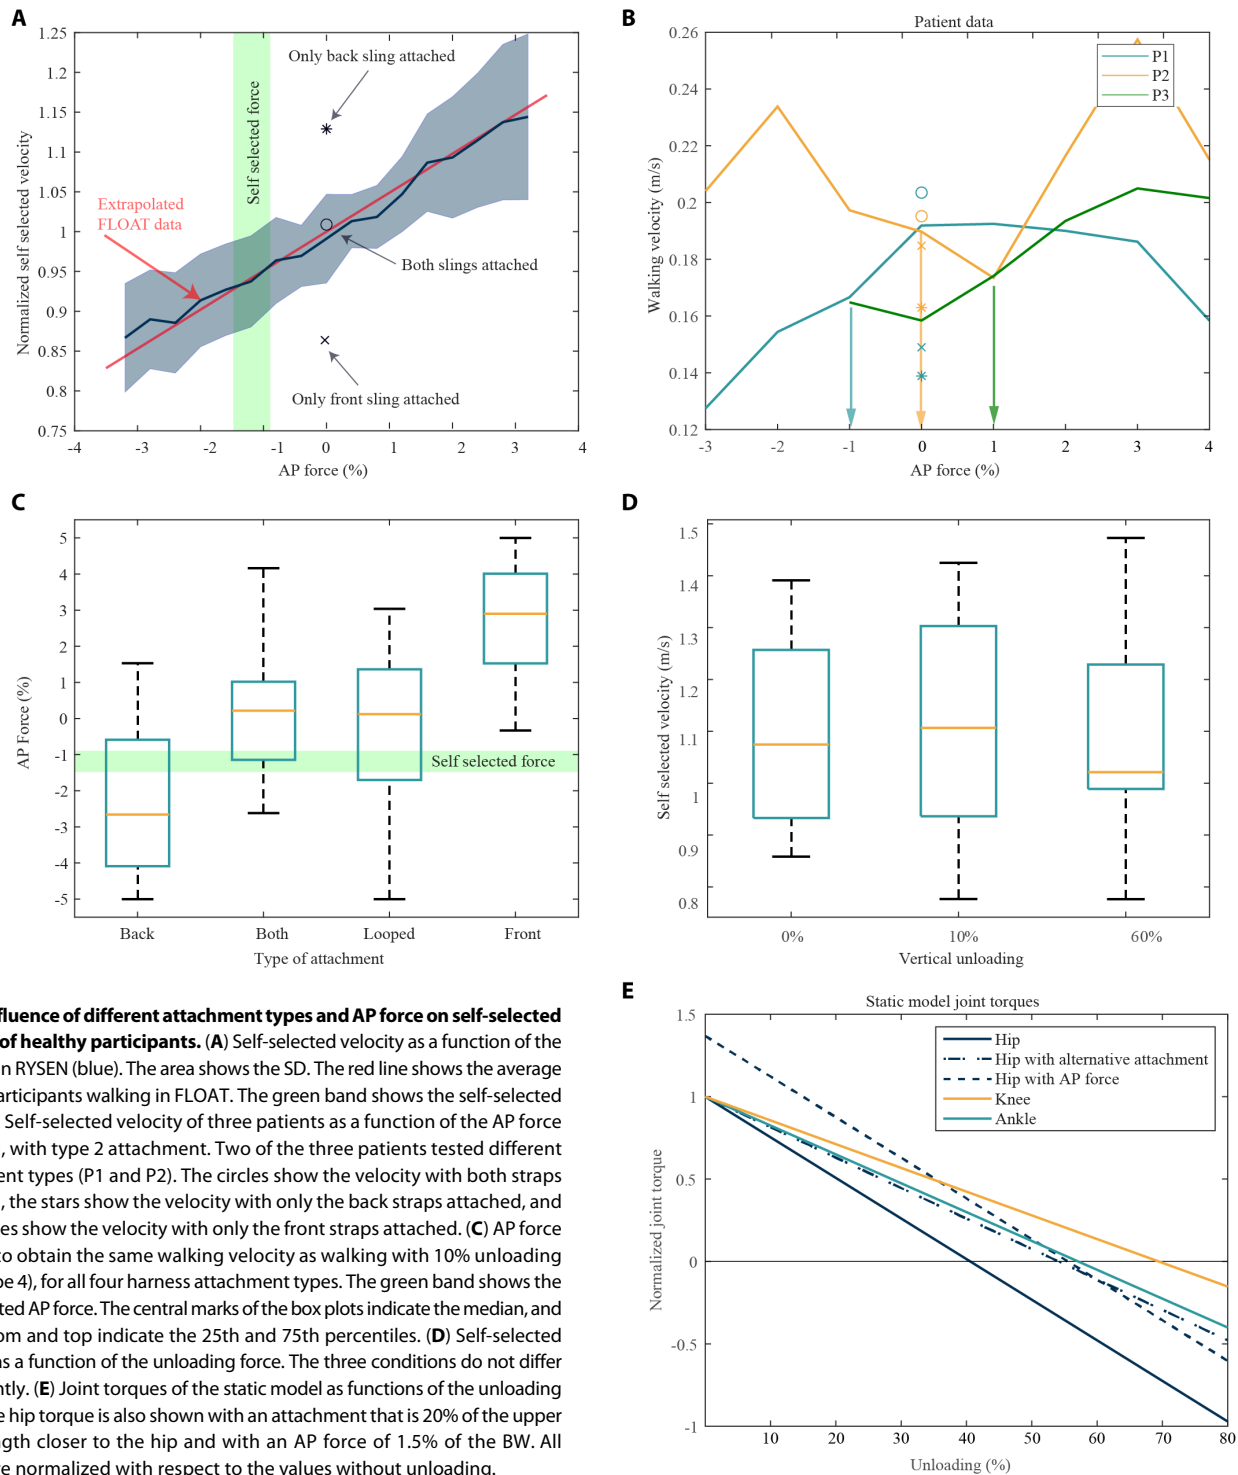 A
1.25
1.2
1.15
1.1
1.05
1
0.95
0.9
0.85
0.8
0.75
-4
-3
-2
-1
0
1
2
3
4
Normalized self selected velocity
AP force (%)
Self selected force
Only back sling attached
Extrapolated
FLOAT data
Both slings attached
Only front sling attached
B
Patient data
0.26
0.24
0.22
0.2
0.18
0.16
0.14
0.12
-3
-2
-1
0
1
2
3
4
Walking velocity (m/s)
AP force (%)
P1
P2
P3
C
5
4
3
2
1
0
-1
-2
-3
-4
-5
AP Force (%)
Self selected force
Back
Both
Looped
Front
Type of attachment
D
1.5
1.4
1.3
1.2
1.1
1
0.9
0.8
Self selected velocity (m/s)
0%
10%
60%
Vertical unloading
fluence of different attachment types and AP force on self-selected
of healthy participants. (A) Self-selected velocity as a function of the
in RYSEN (blue). The area shows the SD. The red line shows the average
articipants walking in FLOAT. The green band shows the self-selected
Self-selected velocity of three patients as a function of the AP force
, with type 2 attachment. Two of the three patients tested different
ent types (P1 and P2). The circles show the velocity with both straps
, the stars show the velocity with only the back straps attached, and
es show the velocity with only the front straps attached. (C) AP force
to obtain the same walking velocity as walking with 10% unloading
pe 4), for all four harness attachment types. The green band shows the
ted AP force. The central marks of the box plots indicate the median, and
om and top indicate the 25th and 75th percentiles. (D) Self-selected
as a function of the unloading force. The three conditions do not differ
ntly. (E) Joint torques of the static model as functions of the unloading
e hip torque is also shown with an attachment that is 20% of the upper
ngth closer to the hip and with an AP force of 1.5% of the BW. All
re normalized with respect to the values without unloading.
E
Static model joint torques
1.5
1
0.5
0
-0.5
-1
Normalized joint torque
10
20
30
40
50
60
70
80
Unloading (%)
Hip
Hip with alternative attachment
Hip with AP force
Knee
Ankle